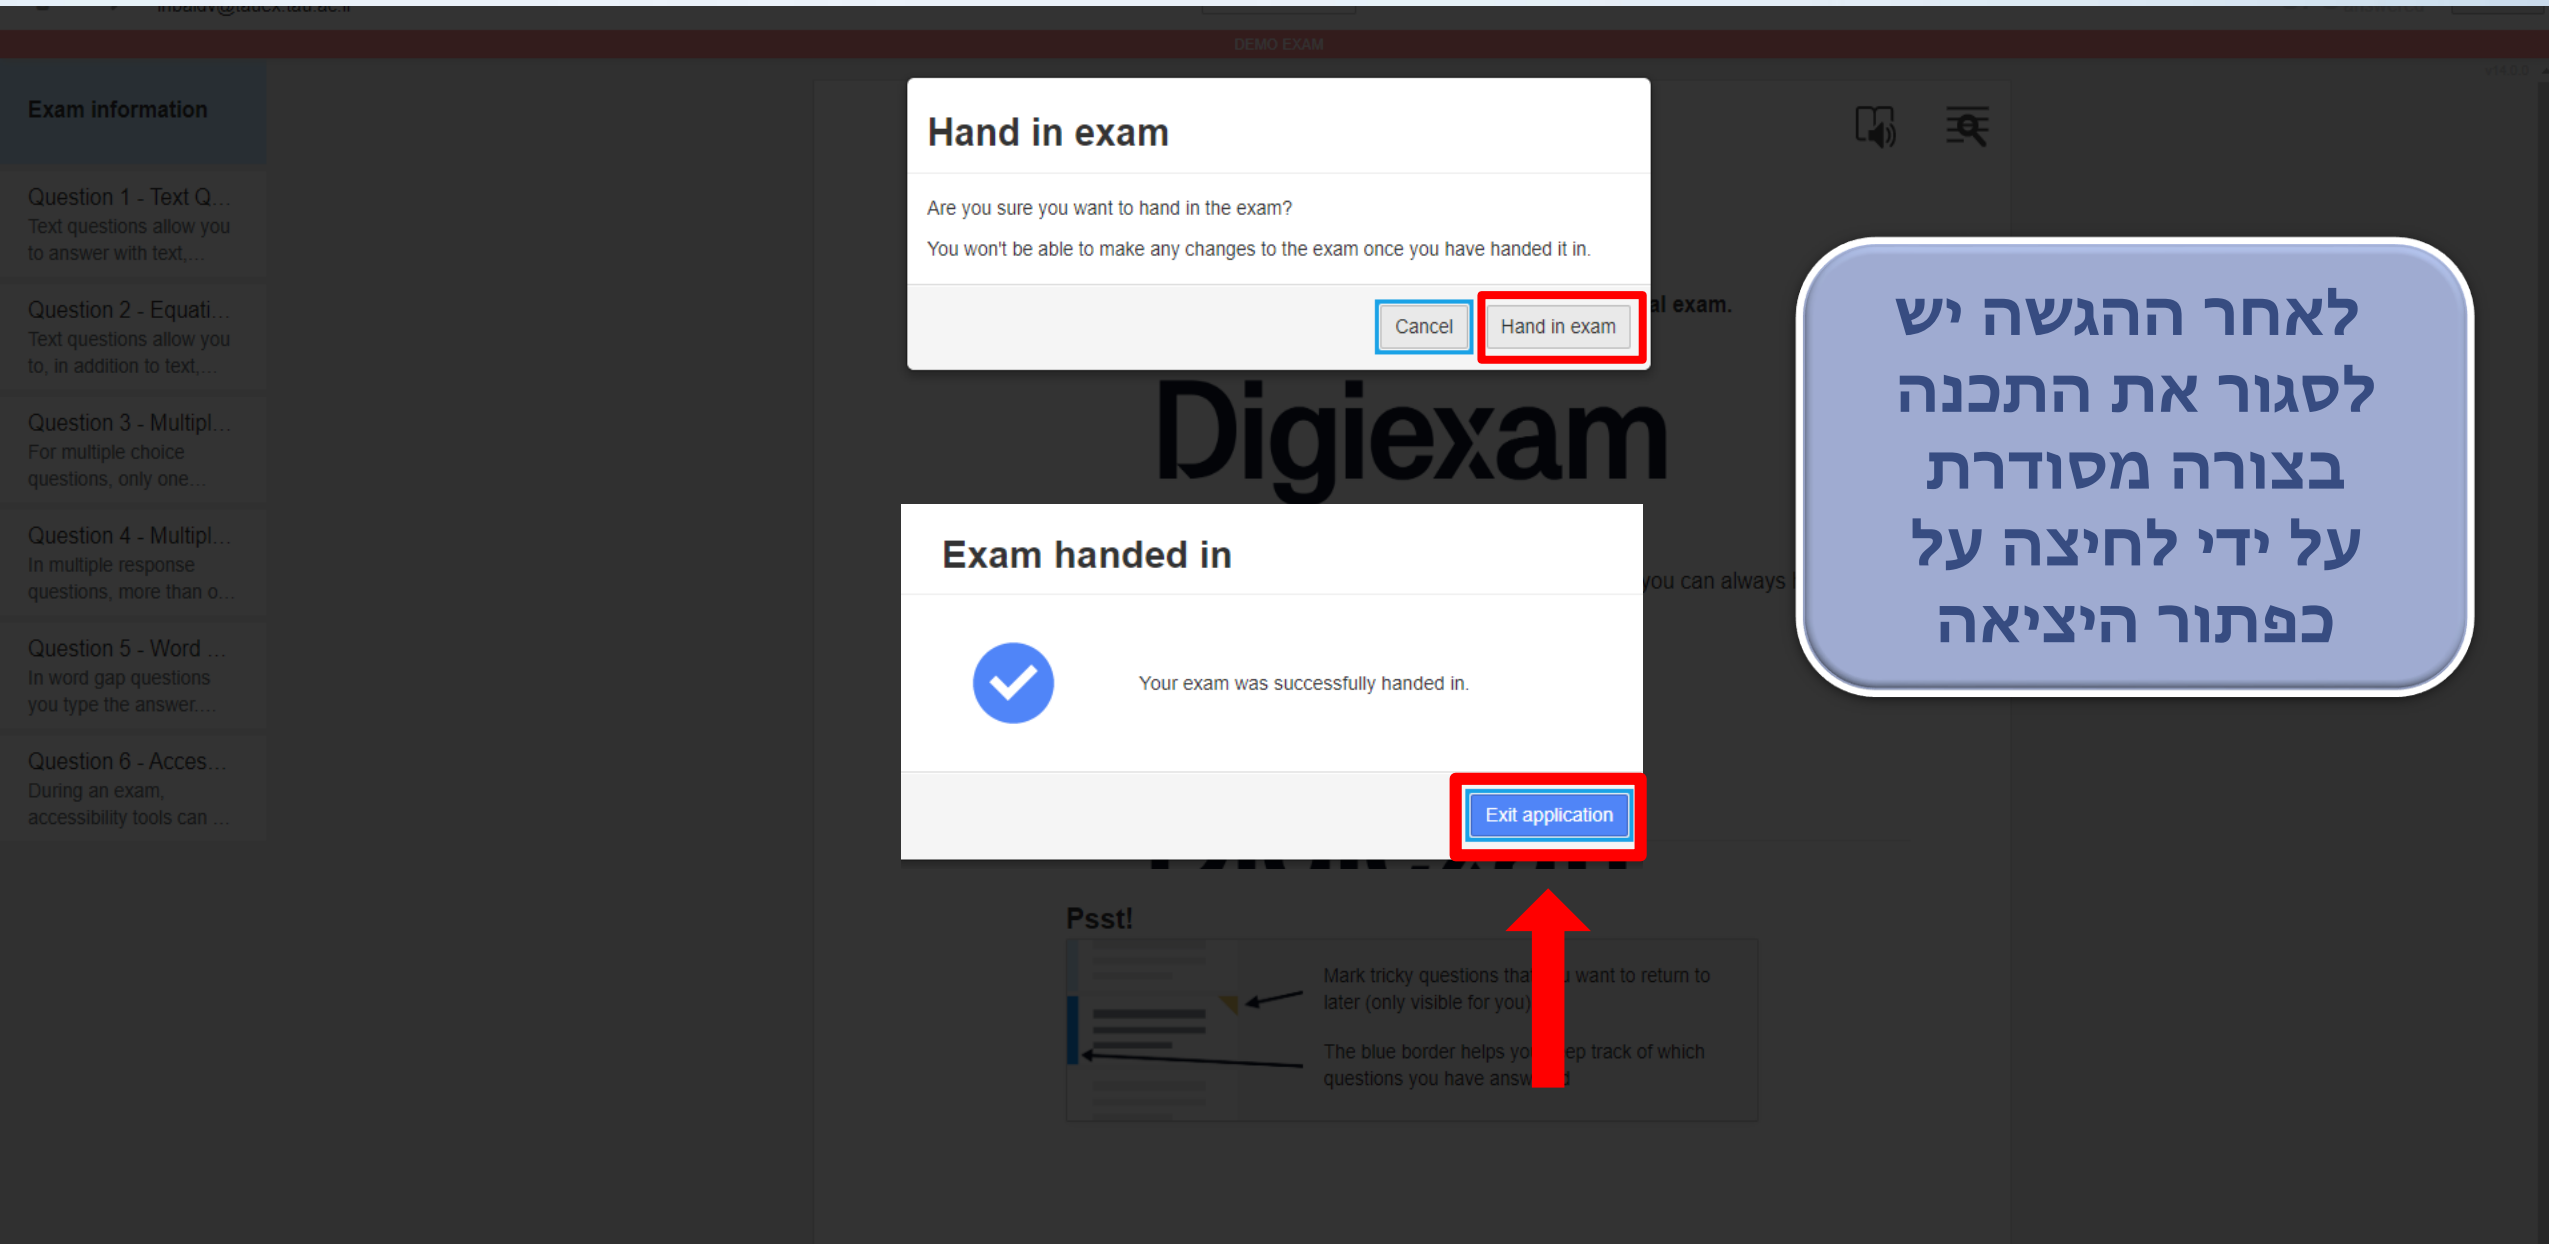 DEMO EXAM
Exam information
Question 1 - Text Q...
Text questions allow you
to answer with text,...
Question 2 - Equati...
Text questions allow you
to, in addition to text,...
Question 3 - Multipl...
For multiple choice
questions, only one...
Question 4 - Multipl...
In multiple response
questions, more than o...
Question 5 - Word ...
In word gap questions
you type the answer....
Question 6 - Acces...
During an exam,
accessibility tools can ...
Hand in exam
Are you sure you want to hand in the exam?
You won't be able to make any changes to the exam once you have handed it in.
Cancel Hand in exam
exam.
Digiexam
Exam handed in
you can always
Your exam was successfully handed in.
Exit application
Psst!
Mark tricky questions want to return to
later (only visible for you)
The blue border helps track of which
questions you have
לאחר ההגשה יש
לסגור את התכנה
בצורה מסודרת
על ידי לחיצה על
כפתור היציאה